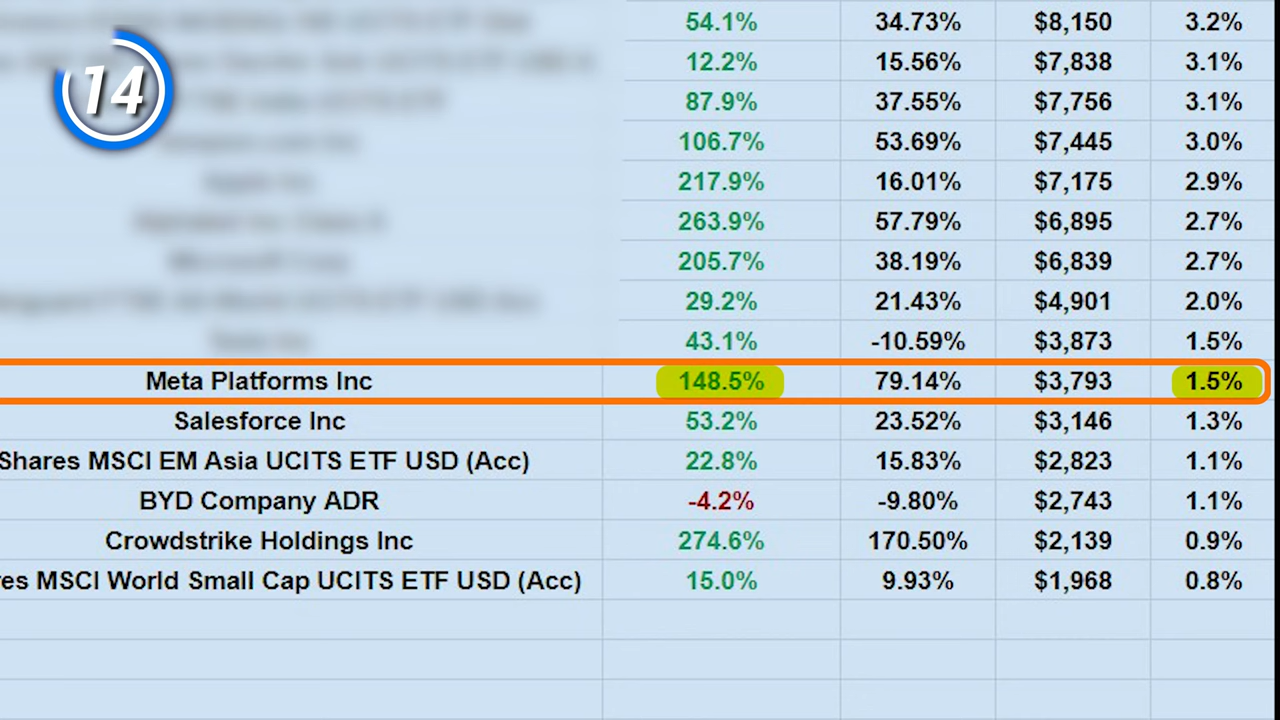 54.1% 34.73% $8,150 3.2%
12.2% 15.56% $7,838 3.1%
14
87.9% 37.55% $7,756 3.1%
106.7% 53.69% $7,445 3.0%
217.9% 16.01% $7,175 2.9%
263.9% 57.79% $6,895 2.7%
205.7% 38.19% $6,839 2.7%
29.2% 21.43% $4,901 2.0%
43.1% -10.59% $3,873 1.5%
Meta Platforms Inc 148.5% 79.14% $3,793 1.5%
Salesforce Inc 53.2% 23.52% $3,146 1.3%
Shares MSCI EM Asia UCITS ETF USD (Acc) 22.8% 15.83% $2,823 1.1%
BYD Company ADR -4.2% -9.80% $2,743 1.1%
Crowdstrike Holdings Inc 274.6% 170.50% $2,139 0.9%
es MSCI World Small Cap UCITS ETF USD (Acc) 15.0% 9.93% $1,968 0.8%